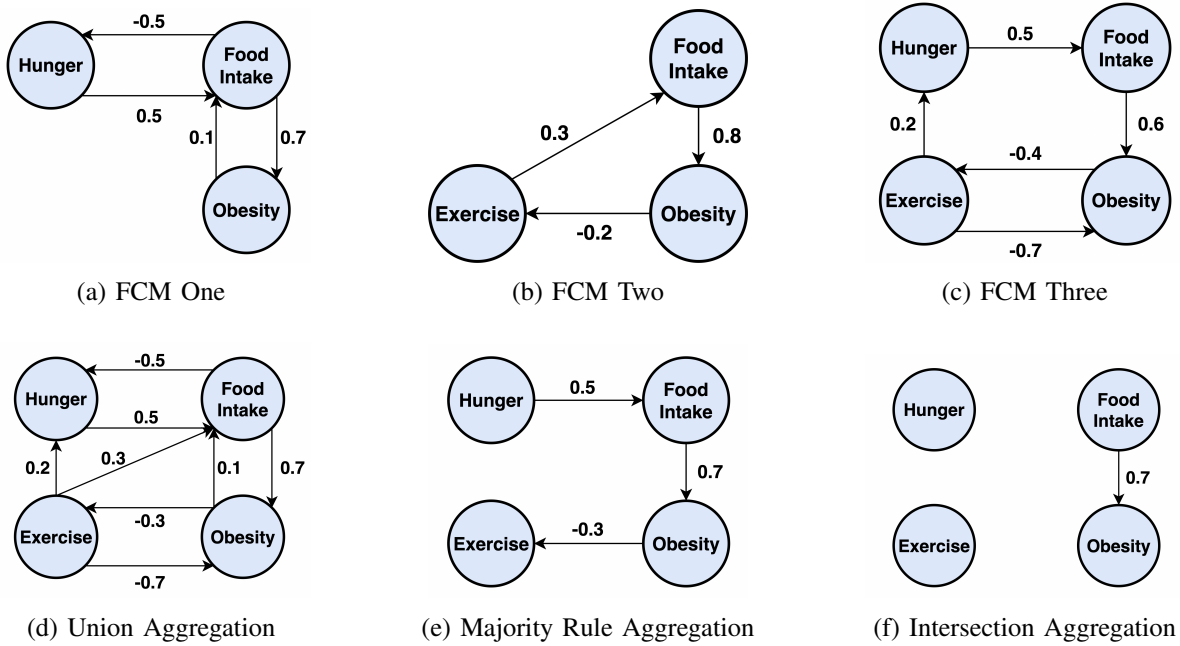 -0.5
Hunger
Food
Intake
0.5
0.1
0.7
Obesity
(a) FCM One
Food
Intake
0.3
0.8
Exercise
Obesity
-0.2
(b) FCM Two
Hunger
0.5
Food
Intake
0.2
0.6
-0.4
Exercise
Obesity
-0.7
(c) FCM Three
-0.5
Hunger
Food
Intake
0.5
0.2
0.3
0.1
0.7
Exercise
-0.3
Obesity
-0.7
(d) Union Aggregation
Hunger
0.5
Food
Intake
0.7
Exercise
-0.3
Obesity
(e) Majority Rule Aggregation
Hunger
Food
Intake
0.7
Exercise
Obesity
(f) Intersection Aggregation